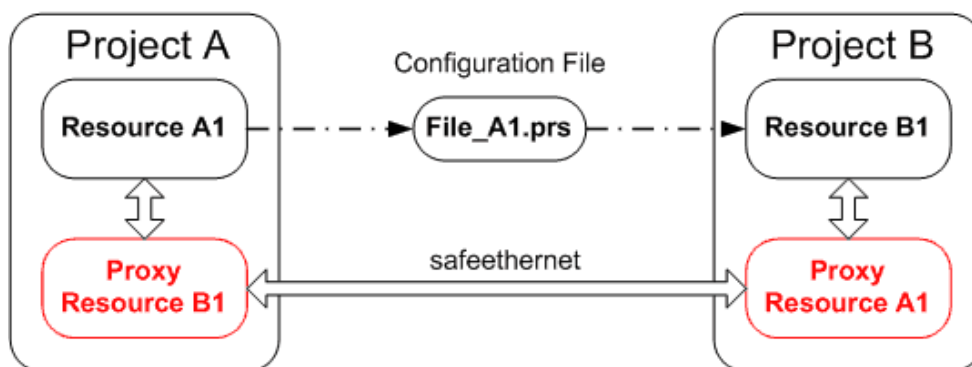 Project A
Project B
Configuration File
Resource A1
File_A1.prs
Resource B1
safeethernet
Proxy
Resource B1
Proxy
Resource A1